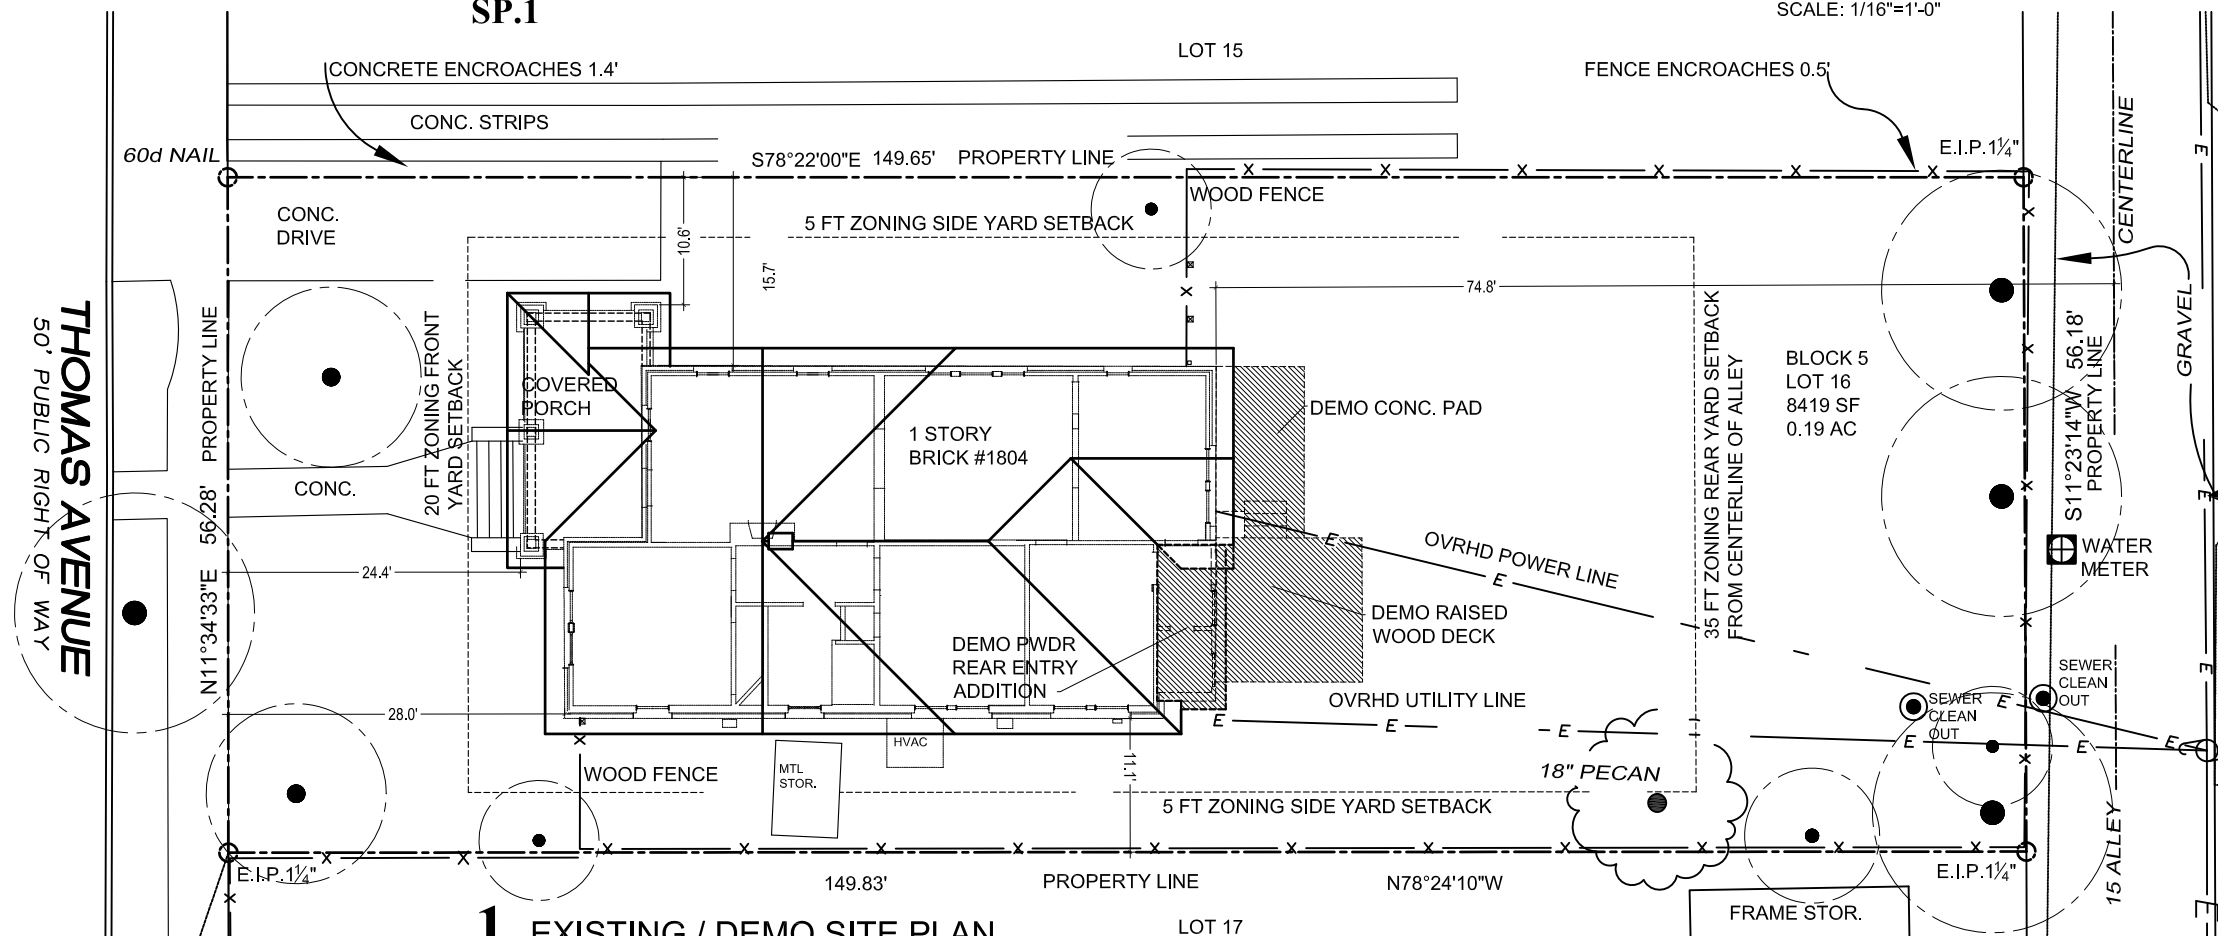 SP.1
SCALE: 1/16"=1'-0"
LOT 15
CONCRETE ENCROACHES 1.4'
FENCE ENCROACHES 0.5'
CONC. STRIPS
60d NAIL
S78°22'00"E 149.65' PROPERTY LINE
E.I.P.1¼"
CENTERLINE
E
WOOD FENCE
CONC.
DRIVE
5 FT ZONING SIDE YARD SETBACK
10.6'
15.7'
74.8'
THOMAS AVENUE
50' PUBLIC RIGHT OF WAY
N11°34'33"E 56.28' PROPERTY LINE
20 FT ZONING FRONT
YARD SETBACK
COVERED
PORCH
1 STORY
BRICK #1804
DEMO CONC. PAD
35 FT ZONING REAR YARD SETBACK
FROM CENTERLINE OF ALLEY
BLOCK 5
LOT 16
8419 SF
0.19 AC
S11°23'14"W 56.18'
PROPERTY LINE
GRAVEL
CONC.
24.4'
28.0'
E
OVRHD POWER LINE
E
WATER
METER
E
DEMO RAISED
WOOD DECK
DEMO PWDR
REAR ENTRY
ADDITION
OVRHD UTILITY LINE
SEWER
CLEAN
OUT
SEWER
CLEAN
OUT
E
E
E
E
E
E
E
E
HVAC
MTL
STOR.
WOOD FENCE
11.1'
18" PECAN
5 FT ZONING SIDE YARD SETBACK
15 ALLEY
E.I.P.1¼"
149.83' PROPERTY LINE N78°24'10"W
E.I.P.1¼"
FRAME STOR.
E
1 EXISTING / DEMO SITE PLAN
LOT 17